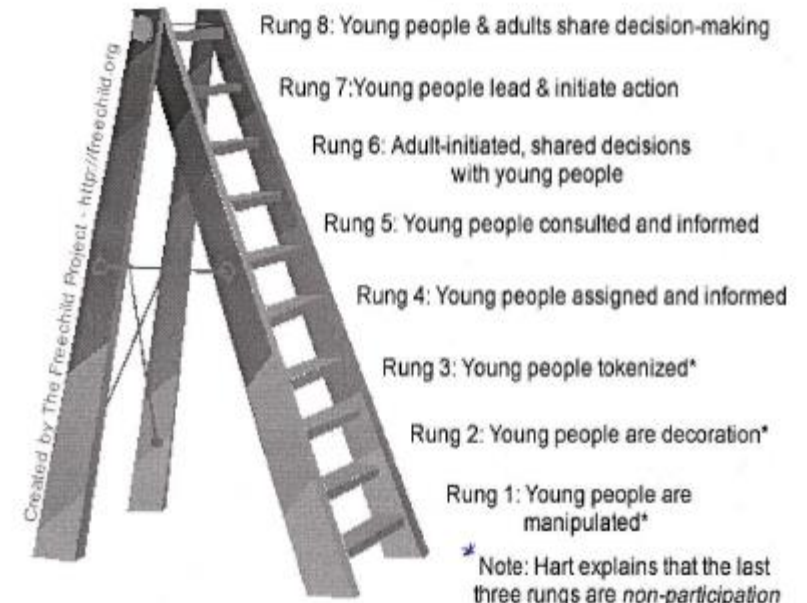 Rung 8: Young people & adults share decision-making
Rung 7:Young people lead & initiate action
Rung 6: Adult-initiated, shared decisions
with young people
Rung 5: Young people consulted and informed
Rung 4: Young people assigned and informed
Rung 3: Young people tokenized*
Rung 2: Young people are decoration*
Rung 1: Young people are
manipulated*
* Note: Hart explains that the last
three rungs are non-participation
Created by The Freechild Project - http://freechild.org